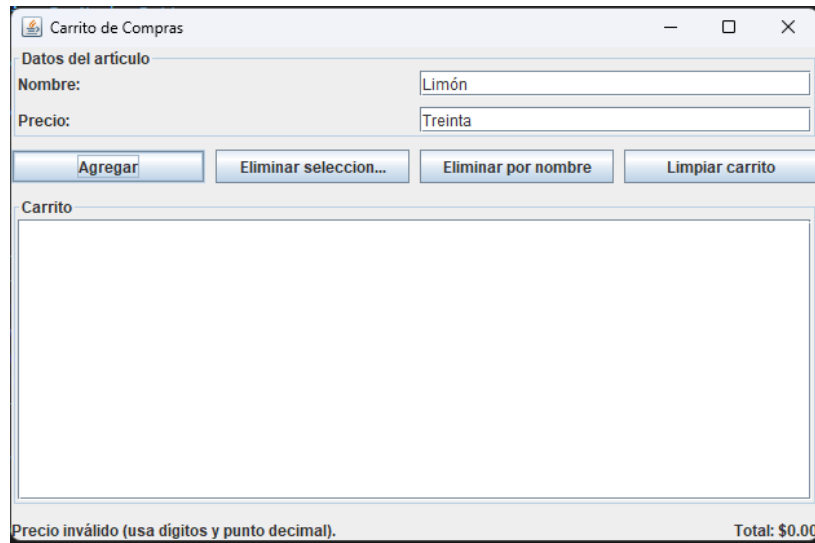 Carrito de Compras
Datos del artículo
Nombre: Limón
Precio: Treinta
Agregar Eliminar seleccion... Eliminar por nombre Limpiar carrito
Carrito
Precio inválido (usa dígitos y punto decimal). Total: $0.00